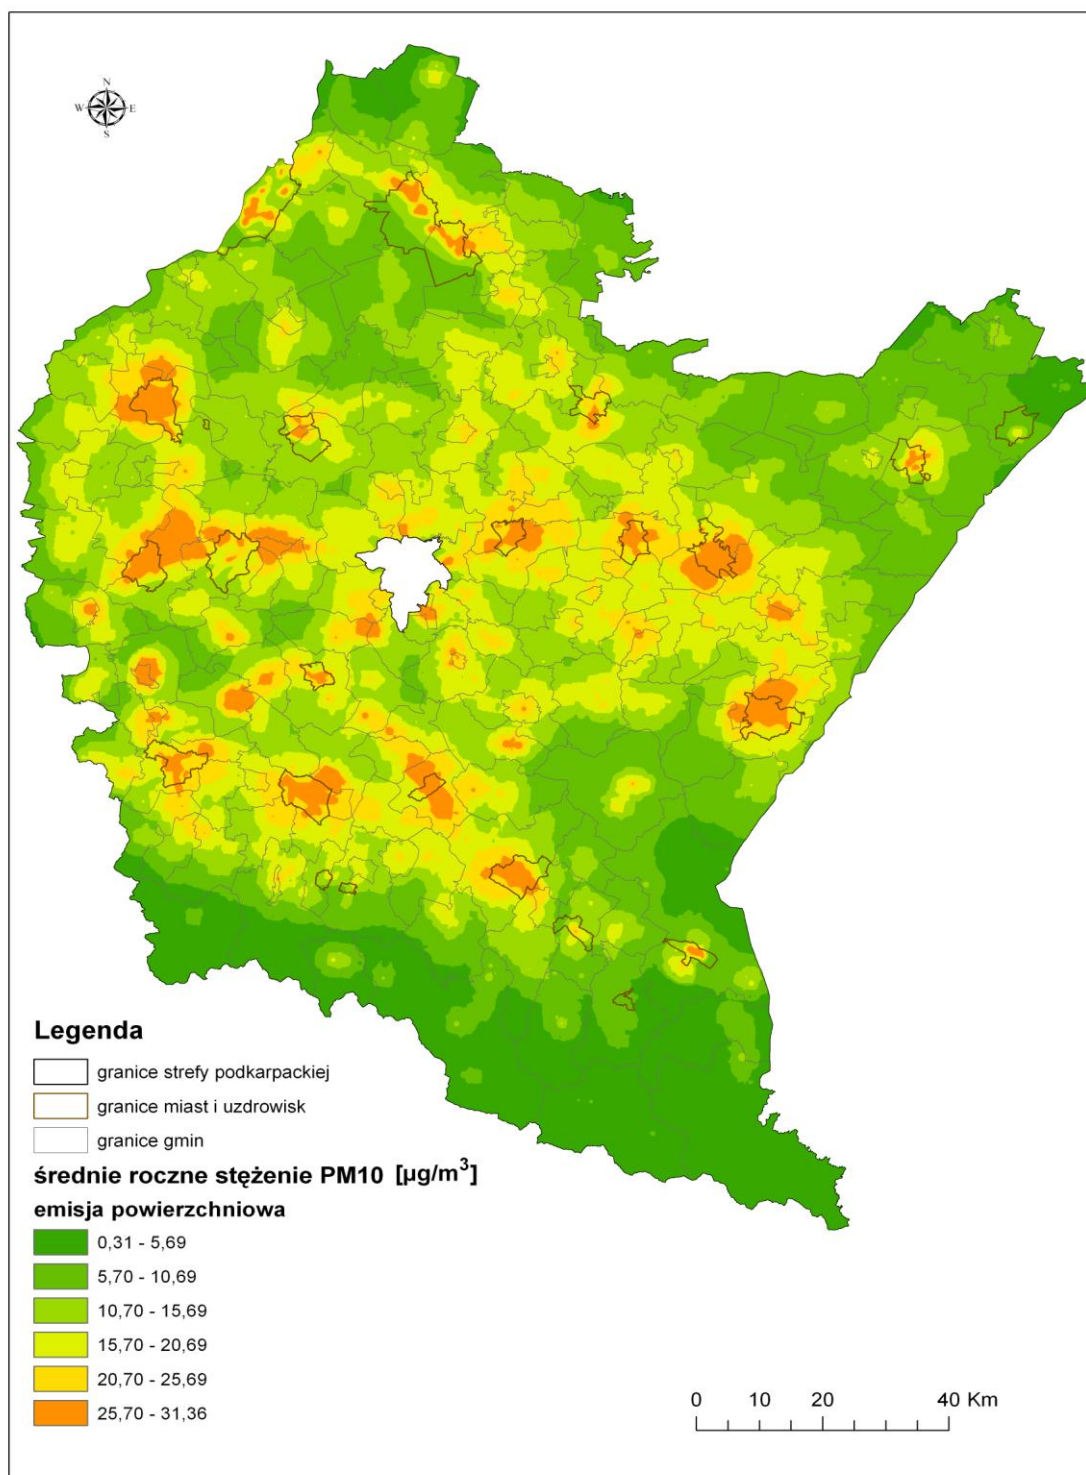 N
W E
S
Legenda
granice strefy podkarpackiej
granice miast i uzdrowisk
granice gmin
średnie roczne stężenie PM10 [µg/m³]
emisja powierzchniowa
0,31 - 5,69
5,70 - 10,69
10,70 - 15,69
15,70 - 20,69
20,70 - 25,69
25,70 - 31,36
0 10 20 40 Km